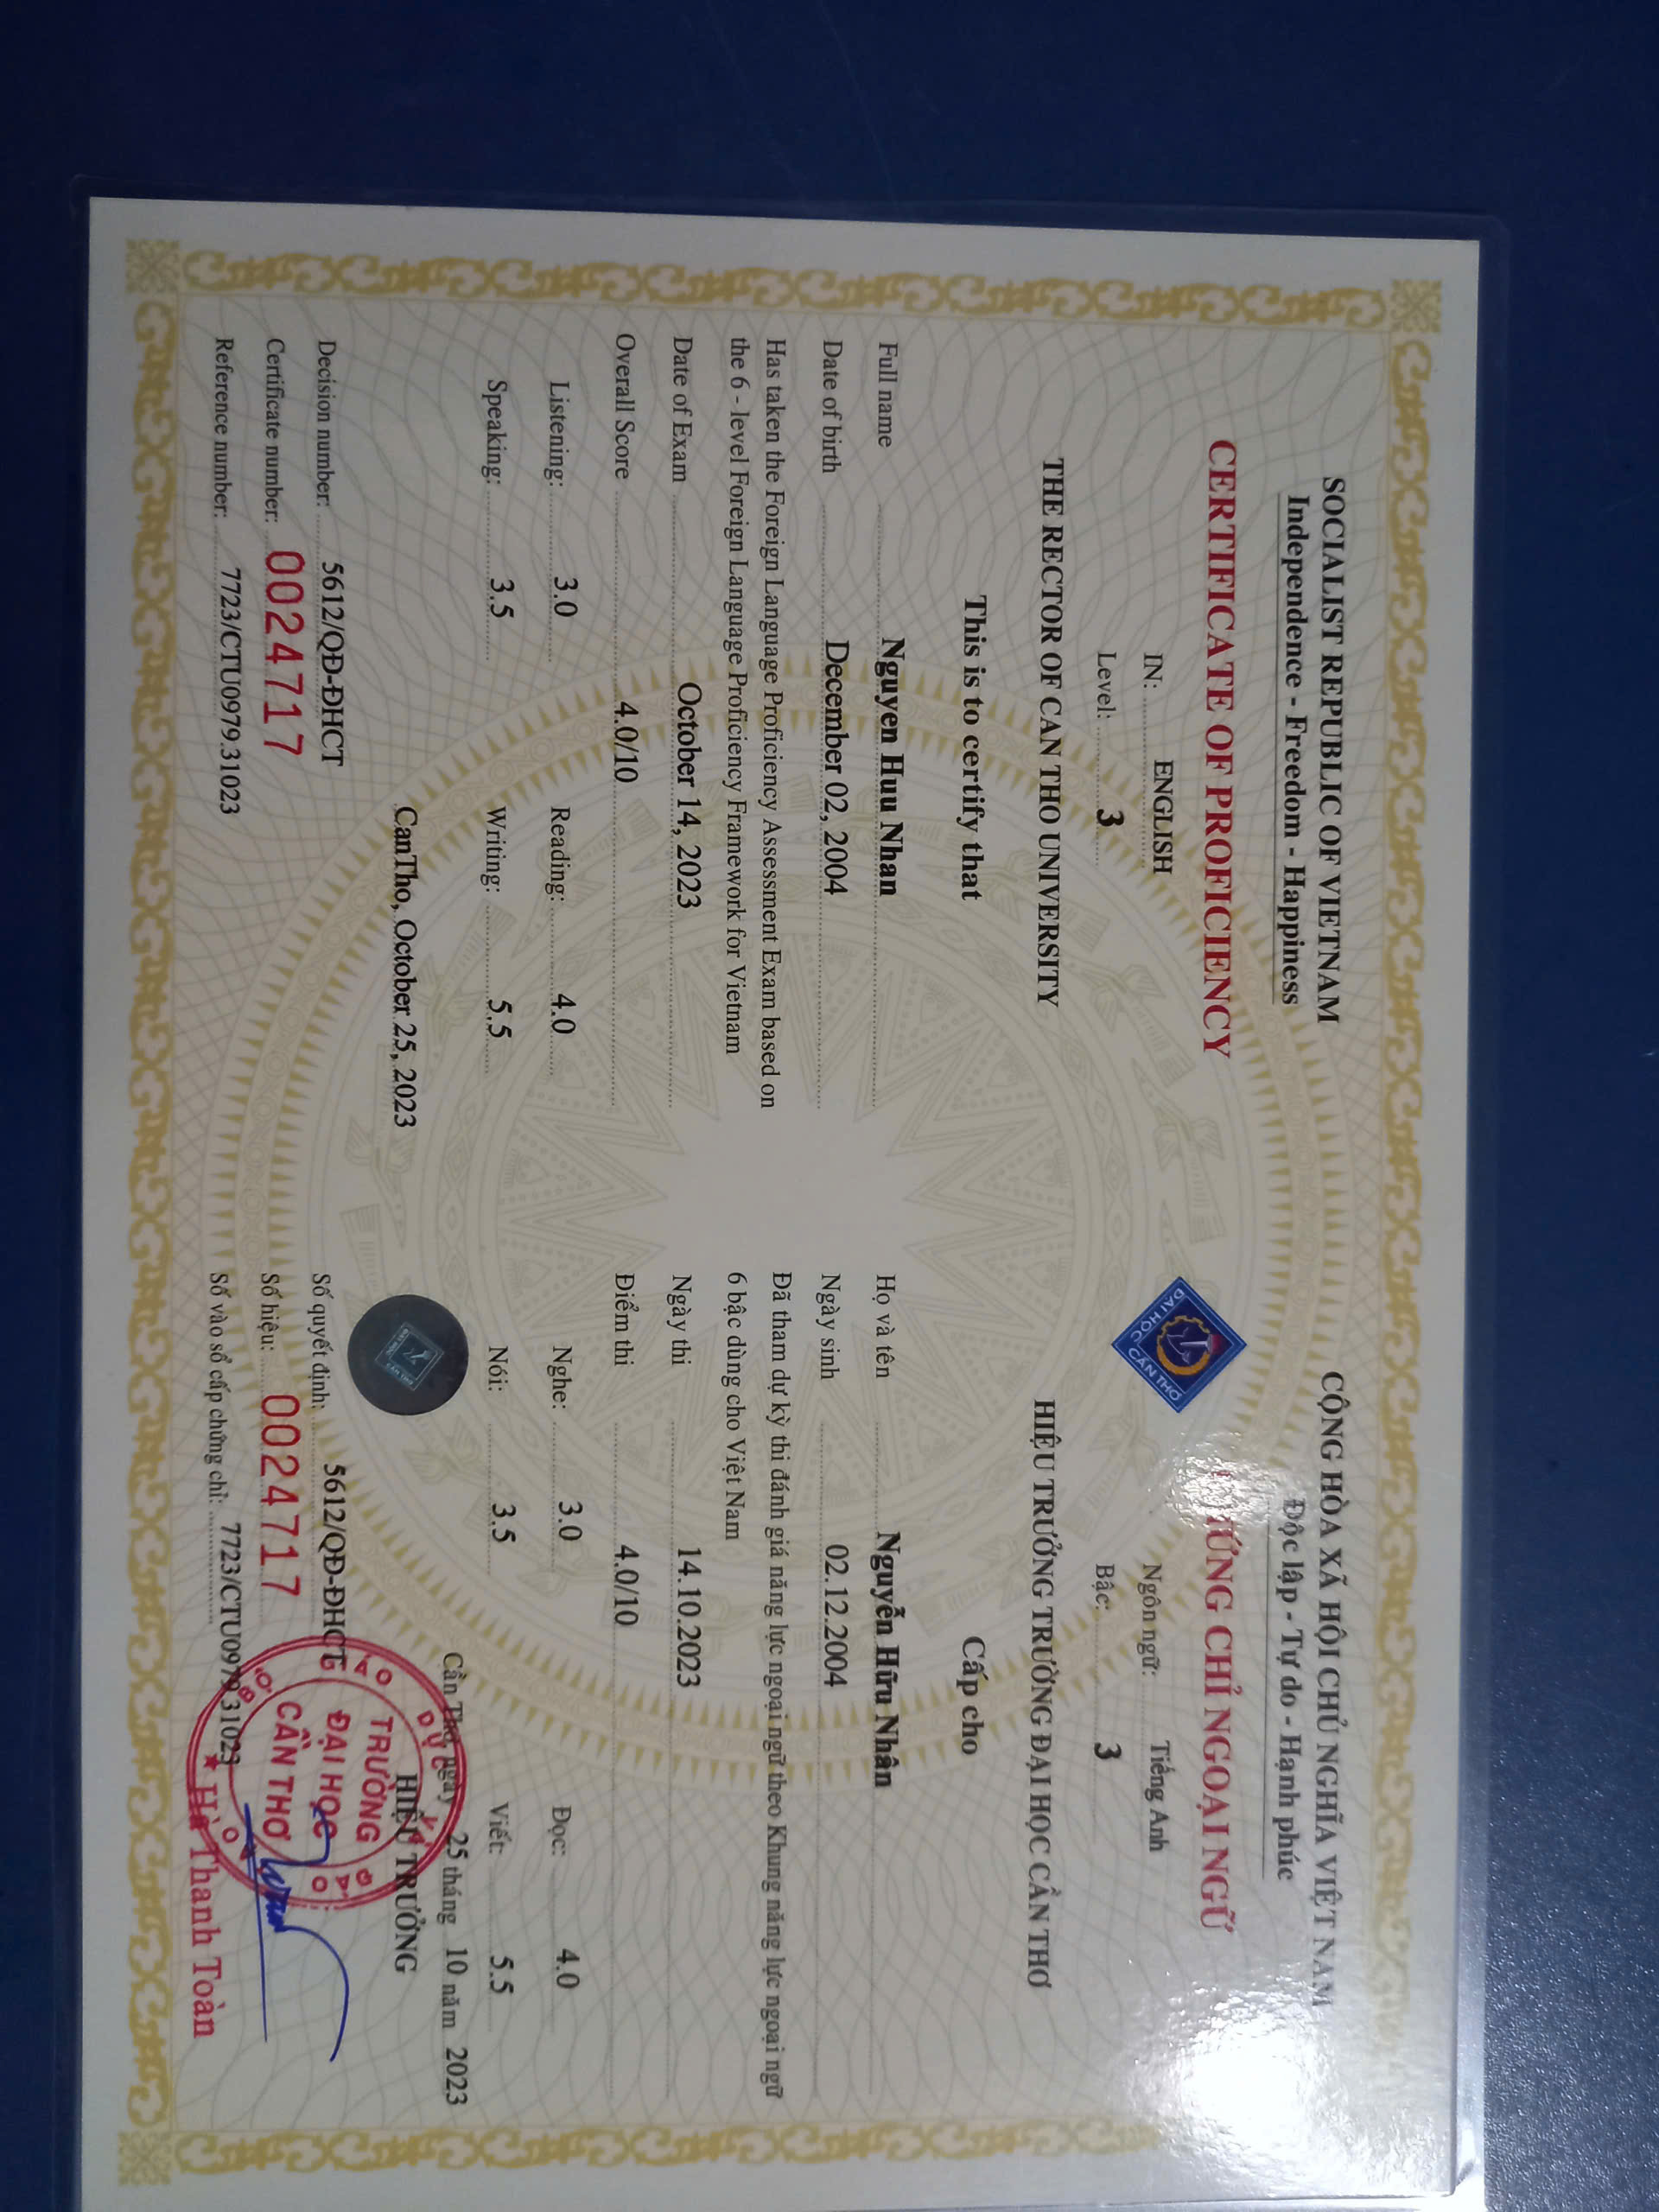 SOCIALIST REPUBLIC OF VIETNAM
Independence - Freedom - Happiness
CERTIFICATE OF PROFICIENCY
IN: ENGLISH
Level: 3
THE RECTOR OF CAN THO UNIVERSITY
This is to certify that
Full name Nguyen Huu Nhan
Date of birth December 02, 2004
Has taken the Foreign Language Proficiency Assessment Exam based on
the 6 - level Foreign Language Proficiency Framework for Vietnam
Date of Exam October 14, 2023
Overall Score 4.0/10
Listening: 3.0 Reading: 4.0
Speaking: 3.5 Writing: 5.5
CanTho, October 25, 2023
Decision number: 5612/QĐ-ĐHCT
Certificate number: 0024717
Reference number: 7723/CTU0979.31023
CỘNG HÒA XÃ HỘI CHỦ NGHĨA VIỆT NAM
Độc lập - Tự do - Hạnh phúc
CHỨNG CHỈ NGOẠI NGỮ
Ngôn ngữ: Tiếng Anh
Bậc: 3
ĐẠI HỌC CẦN THƠ
HIỆU TRƯỞNG TRƯỜNG ĐẠI HỌC CẦN THƠ
Cấp cho
Họ và tên Nguyễn Hữu Nhân
Ngày sinh 02.12.2004
Đã tham dự kỳ thi đánh giá năng lực ngoại ngữ theo Khung năng lực ngoại ngữ
6 bậc dùng cho Việt Nam
Ngày thi 14.10.2023
Điểm thi 4.0/10
Nghe: 3.0 Đọc: 4.0
Nói: 3.5 Viết: 5.5
Cần Thơ, ngày 25 tháng 10 năm 2023
HIỆU TRƯỞNG
Số quyết định: 5612/QĐ-ĐHCT
Số hiệu: 0024717
Số vào sổ cấp chứng chỉ: 7723/CTU0979.31023
TRƯỜNG
ĐẠI HỌC
CẦN THƠ
Hà Thanh Toàn